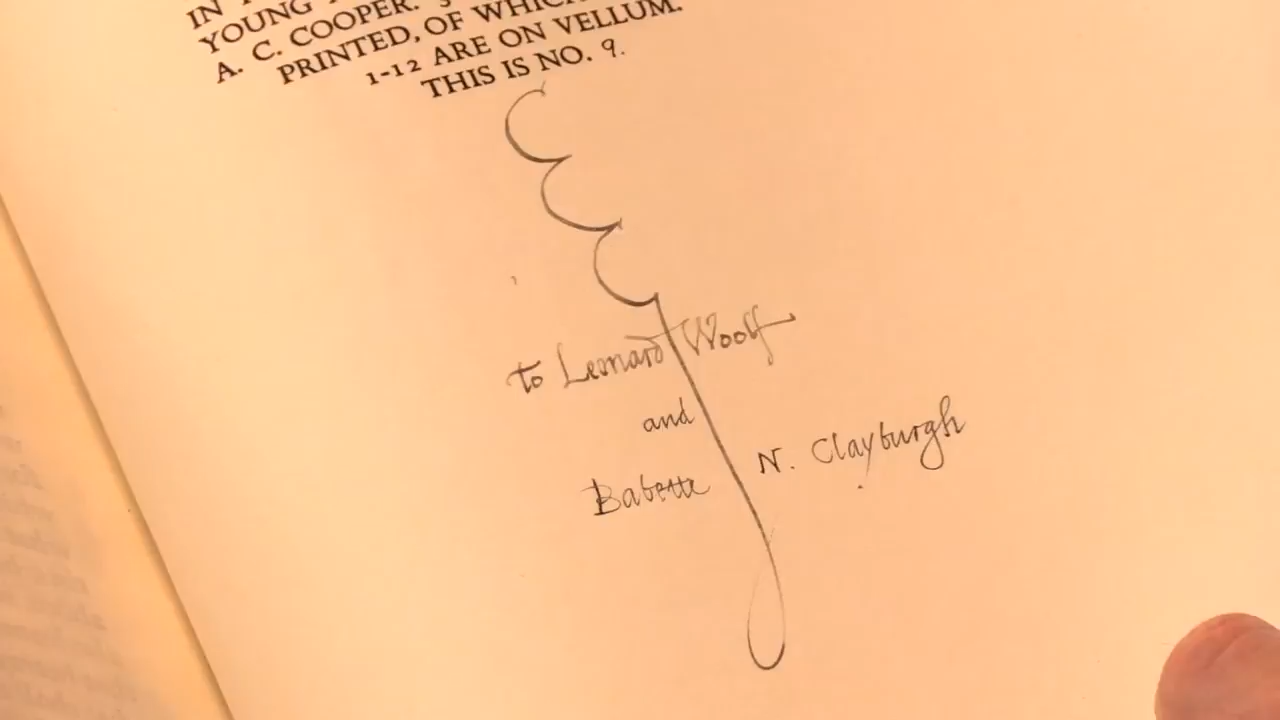 IN
YOUNG
A. C. COOPER.
PRINTED, OF WHICH
1-12 ARE ON VELLUM.
THIS IS NO. 9.
to Leonard Woolf
and
Babette N. Clayburgh